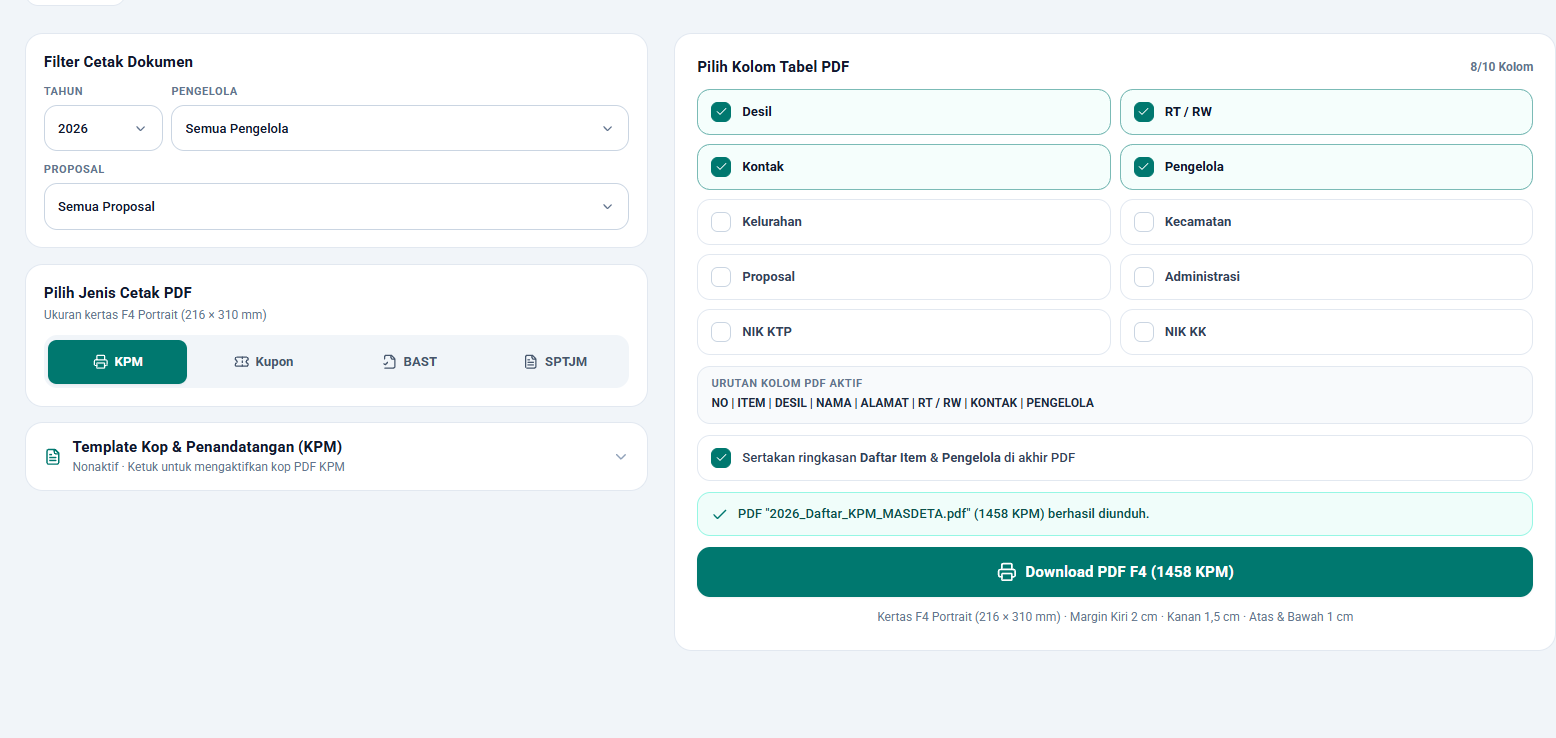 Filter Cetak Dokumen
TAHUN PENGELOLA
2026 Semua Pengelola
PROPOSAL
Semua Proposal
Pilih Jenis Cetak PDF
Ukuran kertas F4 Portrait (216 × 310 mm)
KPM Kupon BAST SPTJM
Template Kop & Penandatangan (KPM)
Nonaktif · Ketuk untuk mengaktifkan kop PDF KPM
Pilih Kolom Tabel PDF 8/10 Kolom
Desil RT / RW
Kontak Pengelola
Kelurahan Kecamatan
Proposal Administrasi
NIK KTP NIK KK
URUTAN KOLOM PDF AKTIF
NO | ITEM | DESIL | NAMA | ALAMAT | RT / RW | KONTAK | PENGELOLA
Sertakan ringkasan Daftar Item & Pengelola di akhir PDF
PDF "2026_Daftar_KPM_MASDETA.pdf" (1458 KPM) berhasil diunduh.
Download PDF F4 (1458 KPM)
Kertas F4 Portrait (216 × 310 mm) · Margin Kiri 2 cm · Kanan 1,5 cm · Atas & Bawah 1 cm